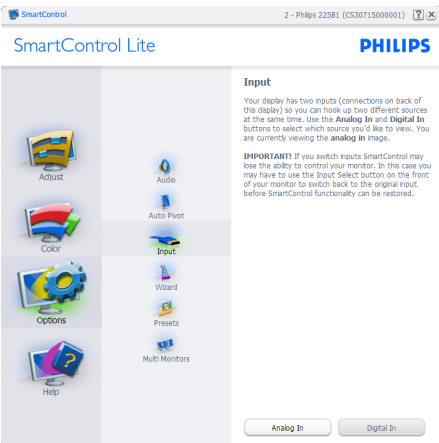 SmartControl
2 - Philips 225B1 (CS30715000001)
SmartControl Lite
PHILIPS
Adjust
Color
Options
Help
Audio
Auto Pivot
Input
Wizard
Presets
Multi Monitors
Input
Your display has two inputs (connections on back of
this display) so you can hook up two different sources
at the same time. Use the Analog In and Digital In
buttons to select which source you'd like to view. You
are currently viewing the analog in image.
IMPORTANT! If you switch inputs SmartControl may
lose the ablity to control your monitor. In this case you
may have to use the Input Select button on the front
of your monitor to switch back to the original input
before SmartControl functionality can be restored.
Analog In
Digital In